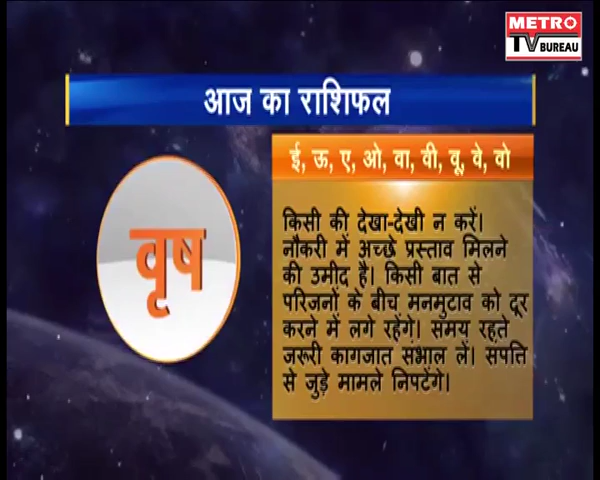 METRO
TV BUREAU
आज का राशिफल
ई, ऊ, ए, ओ, वा, वी, वू, वे, वो
वृष
किसी की देखा-देखी न करें।
नौकरी में अच्छे प्रस्ताव मिलने
की उमीद है। किसी बात से
परिजनों के बीच मनमुटाव को दूर
करने में लगे रहेंगे। समय रहते
जरूरी कागजात संभाल लें। संपति
से जुड़े मामले निपटेंगे।